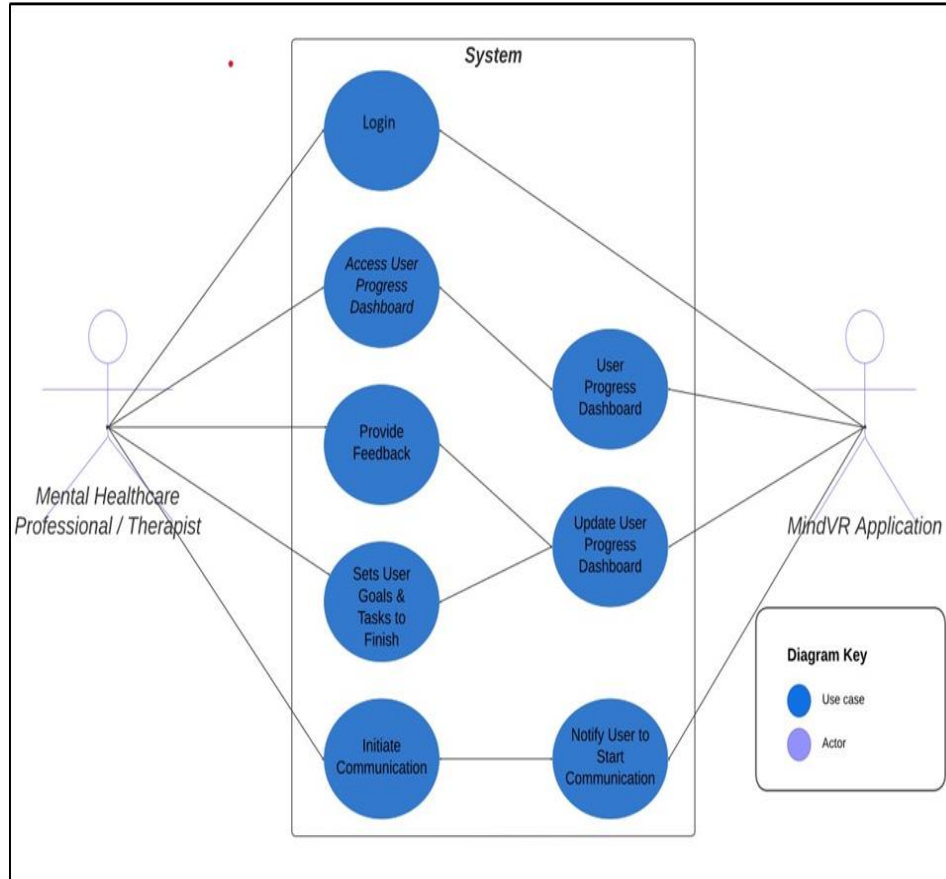 System
Login
Access User
Progress
Dashboard
User
Progress
Dashboard
Provide
Feedback
Mental Healthcare
Professional / Therapist
MindVR Application
Update User
Progress
Dashboard
Sets User
Goals &
Tasks to
Finish
Initiate
Communication
Notify User to
Start
Communication
Diagram Key
Use case
Actor